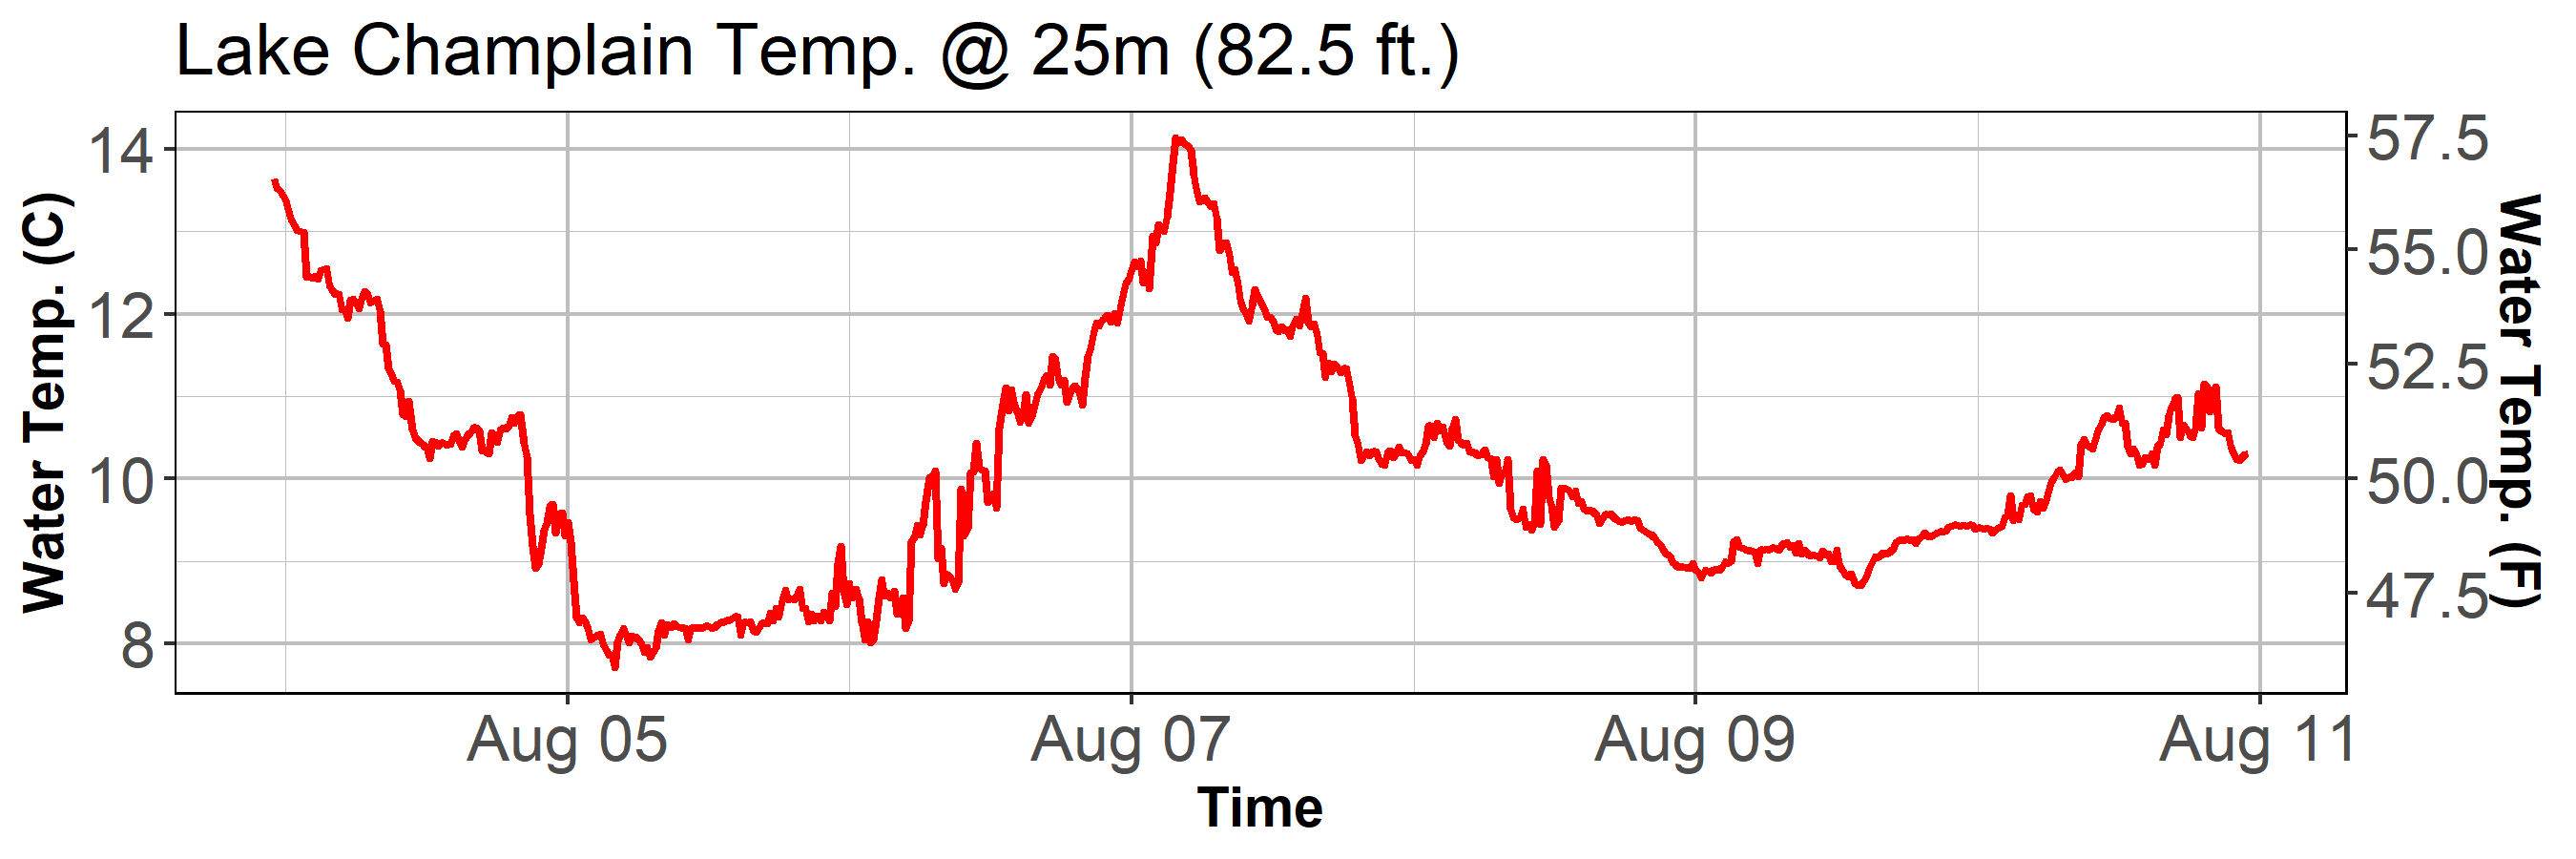 Lake Champlain Temp. @ 25m (82.5 ft.)
Water Temp. (C)
14
12
10
8
57.5
55.0
52.5
50.0
47.5
Water Temp. (F)
Aug 05
Aug 07
Aug 09
Aug 11
Time